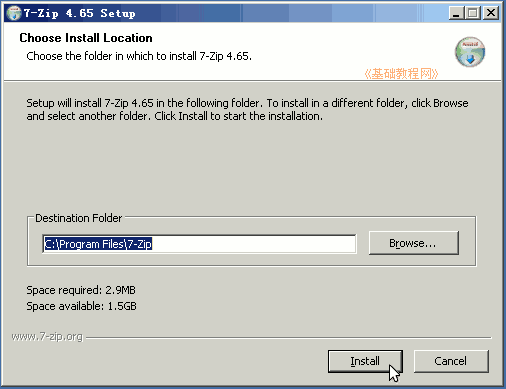 7-Zip 4.65 Setup
Choose Install Location
Choose the folder in which to install 7-Zip 4.65.
《基础教程网》
Setup will install 7-Zip 4.65 in the following folder. To install in a different folder, click Browse
and select another folder. Click Install to start the installation.
Destination Folder
C:\Program Files\7-Zip
Browse...
Space required: 2.9MB
Space available: 1.5GB
www.7-zip.org
Install
Cancel